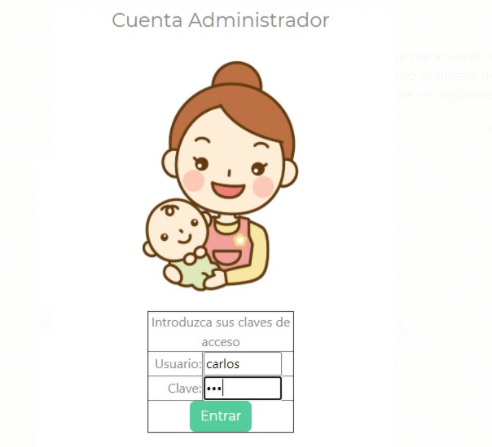 Cuenta Administrador
Introduzca sus claves de
acceso
Usuario: carlos
Clave: •••
Entrar